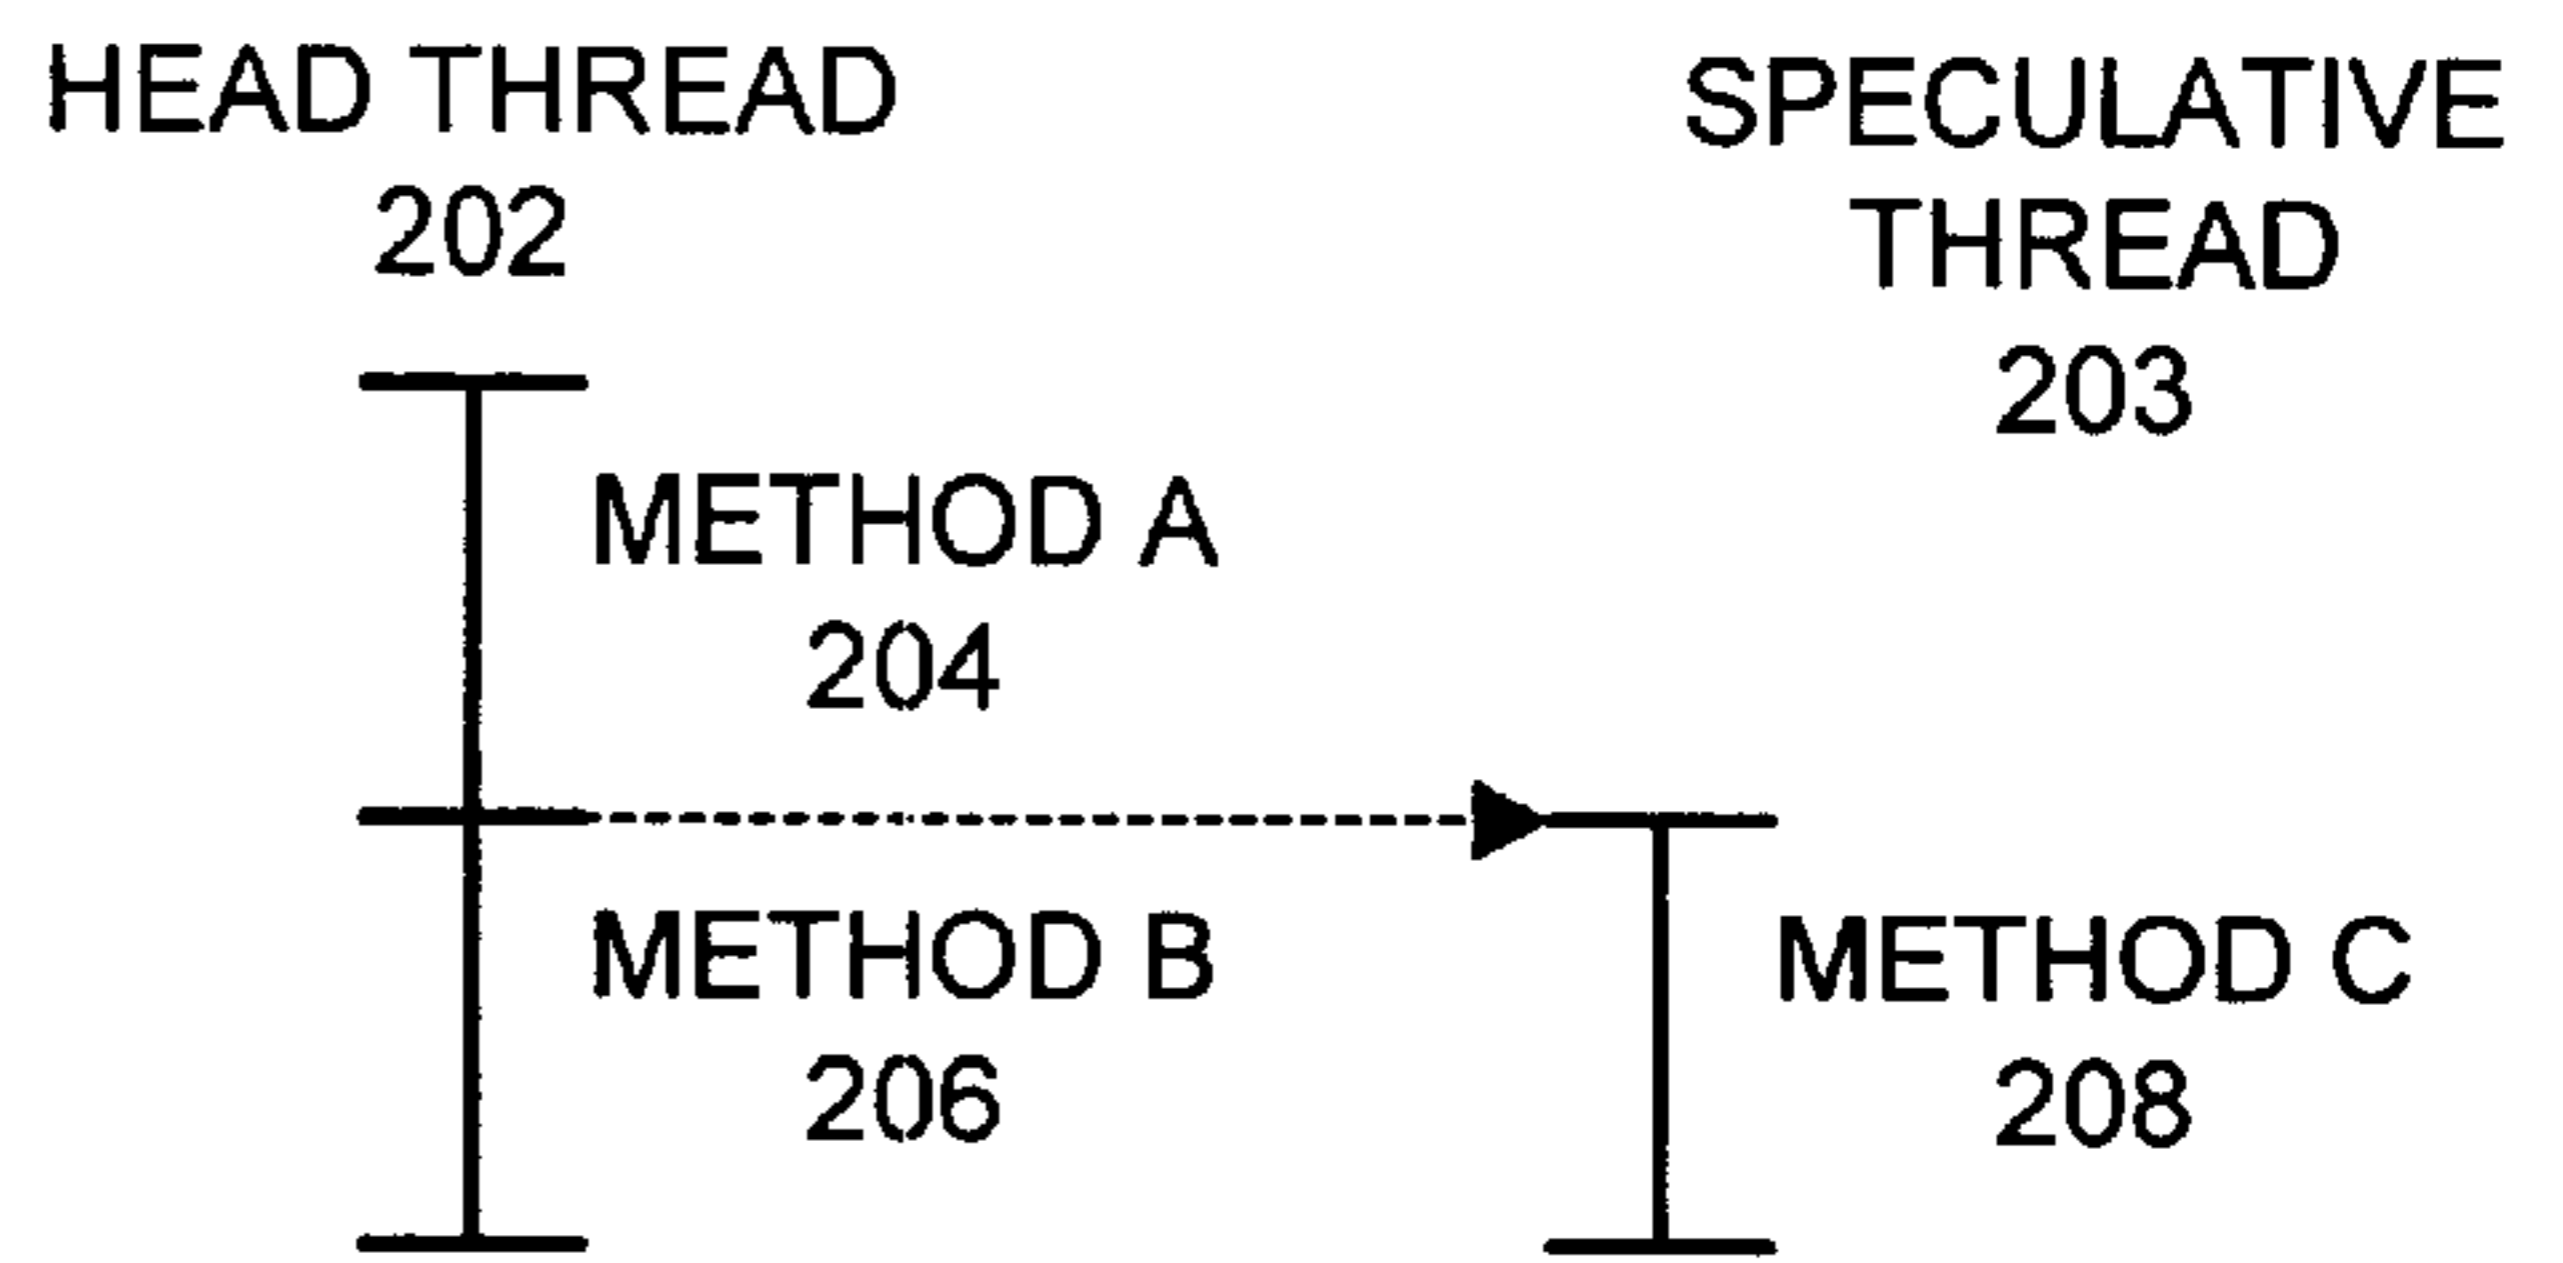 HEAD THREAD
202
SPECULATIVE
THREAD
203
METHOD A
204
METHOD B
206
METHOD C
208